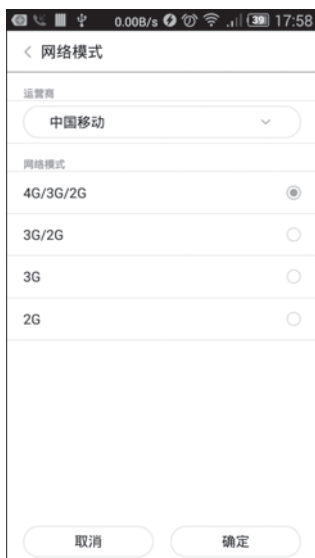 0.00B/s 39 17:58
< 网络模式
运营商
中国移动
网络模式
4G/3G/2G
3G/2G
3G
2G
取消 确定